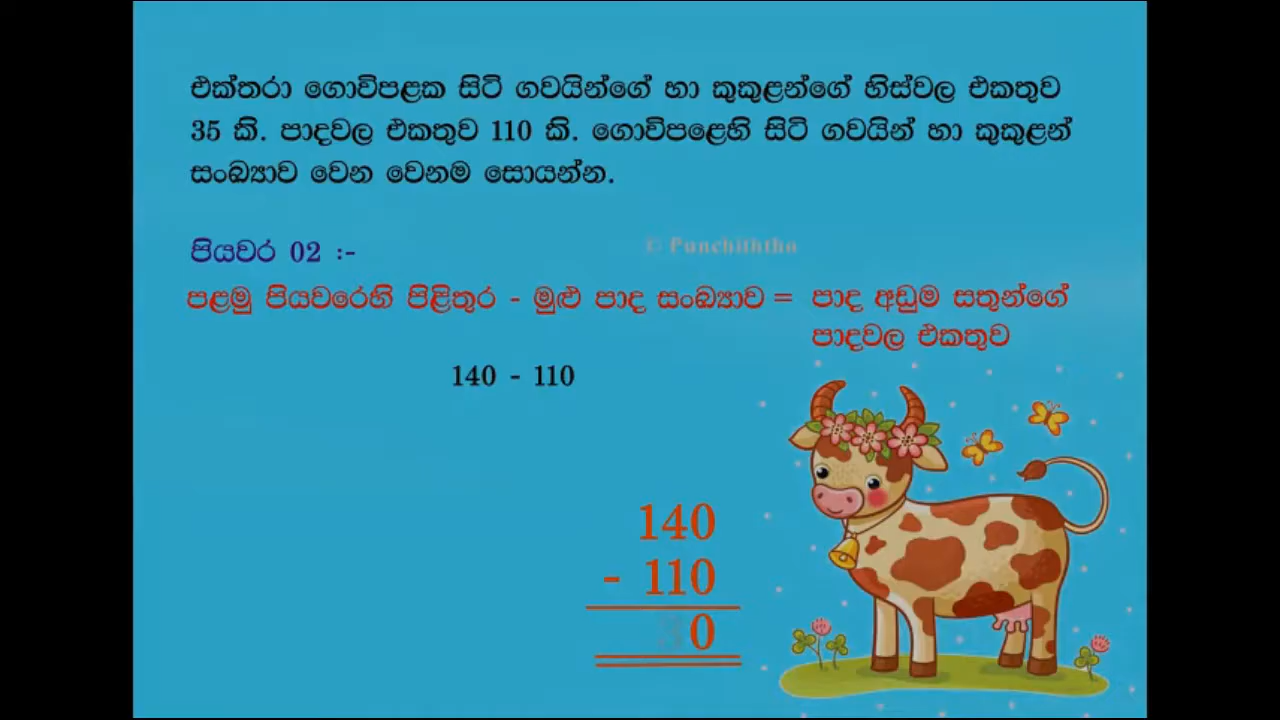 එක්තරා ගොවිපළක සිටි ගවයින්ගේ හා කුකුළන්ගේ හිස්වල එකතුව
35 කි. පාදවල එකතුව 110 කි. ගොවිපළෙහි සිටි ගවයින් හා කුකුළන්
සංඛ්‍යාව වෙන වෙනම සොයන්න.
පියවර 02 :-
© Punchiththo
පළමු පියවරෙහි පිළිතුර - මුළු පාද සංඛ්‍යාව = පාද අඩුම සතුන්ගේ
පාදවල එකතුව
140 - 110
140
- 110
30